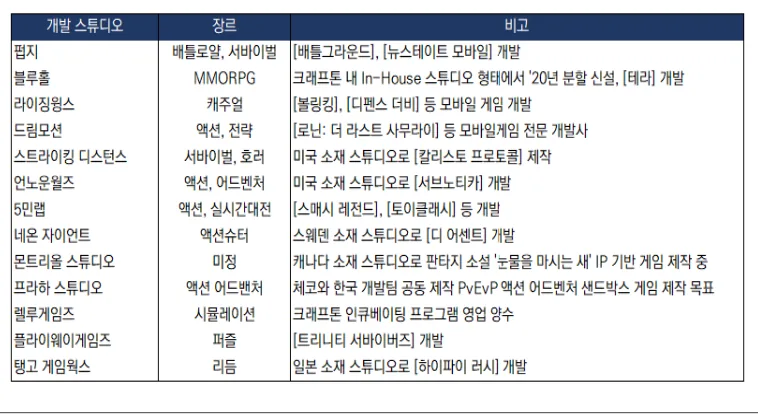 개발 스튜디오 장르 비고
펍지 배틀로얄, 서바이벌 [배틀그라운드], [뉴스테이트 모바일] 개발
블루홀 MMORPG 크래프톤 내 In-House 스튜디오 형태에서 '20년 분할 신설, [테라] 개발
라이징윙스 캐주얼 [볼링킹], [디펜스 더비] 등 모바일 게임 개발
드림모션 액션, 전략 [로닌: 더 라스트 사무라이] 등 모바일게임 전문 개발사
스트라이킹 디스턴스 서바이벌, 호러 미국 소재 스튜디오로 [칼리스토 프로토콜] 제작
언노운월즈 액션, 어드벤처 미국 소재 스튜디오로 [서브노티카] 개발
5민랩 액션, 실시간대전 [스매시 레전드], [토이클래시] 등 개발
네온 자이언트 액션슈터 스웨덴 소재 스튜디오로 [디 어센트] 개발
몬트리올 스튜디오 미정 캐나다 소재 스튜디오로 판타지 소설 '눈물을 마시는 새' IP 기반 게임 제작 중
프라하 스튜디오 액션 어드밴처 체코와 한국 개발팀 공동 제작 PvEvP 액션 어드벤처 샌드박스 게임 제작 목표
렐루게임즈 시뮬레이션 크래프톤 인큐베이팅 프로그램 영업 양수
플라이웨이게임즈 퍼즐 [트리니티 서바이버즈] 개발
탱고 게임웍스 리듬 일본 소재 스튜디오로 [하이파이 러시] 개발